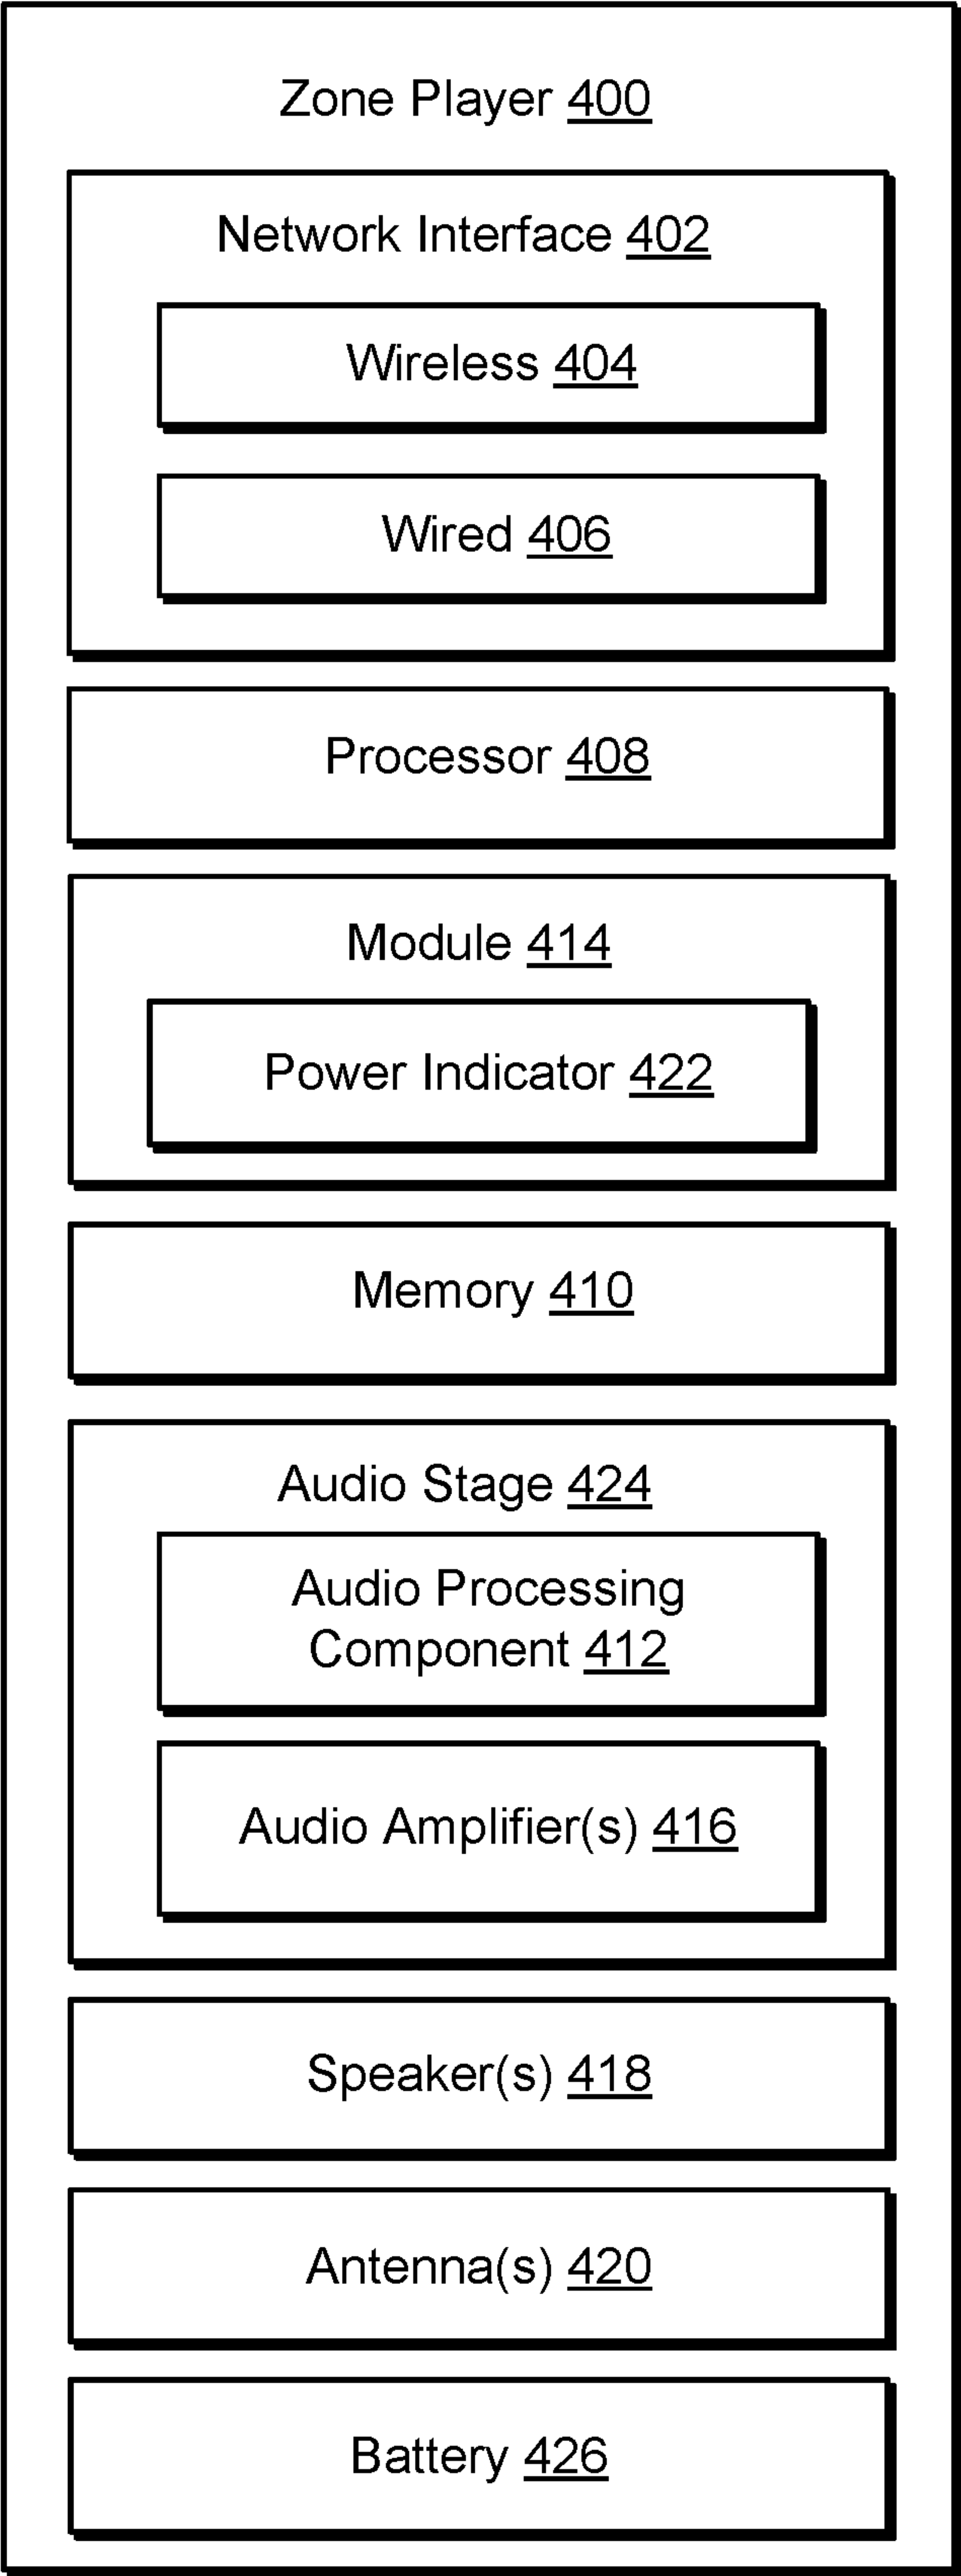 Zone Player 400
Network Interface 402
Wireless 404
Wired 406
Processor 408
Module 414
Power Indicator 422
Memory 410
Audio Stage 424
Audio Processing
Component 412
Audio Amplifier(s) 416
Speaker(s) 418
Antenna(s) 420
Battery 426